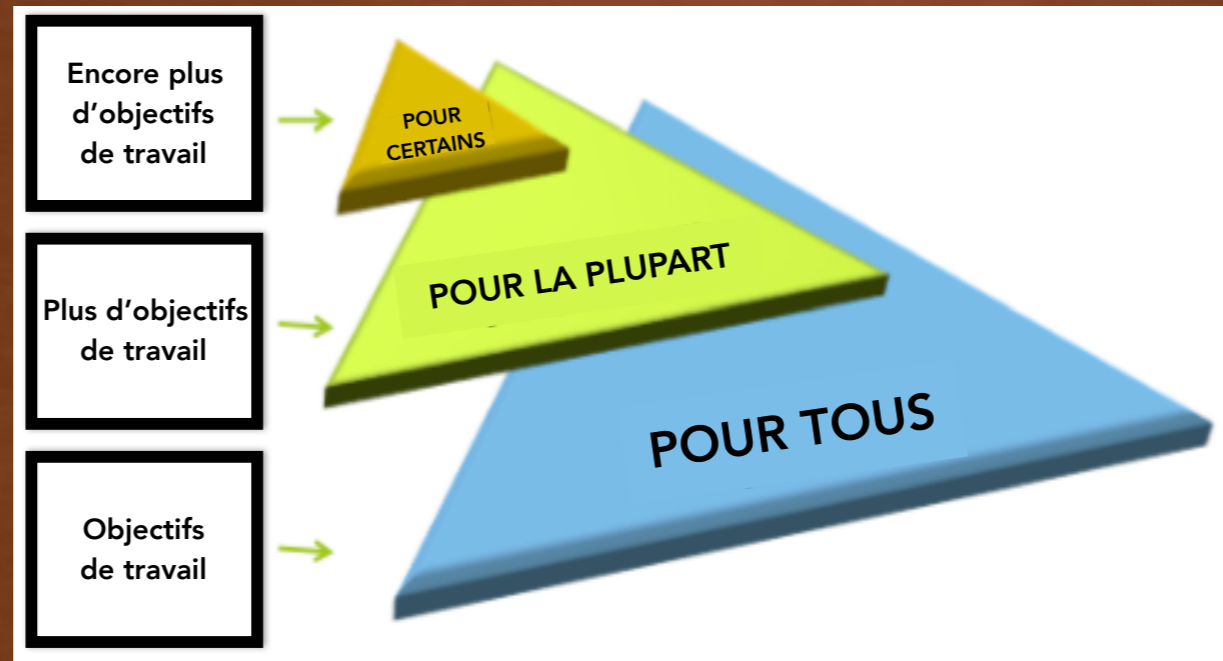 Encore plus
d’objectifs
de travail
POUR
CERTAINS
Plus d’objectifs
de travail
POUR LA PLUPART
Objectifs
de travail
POUR TOUS